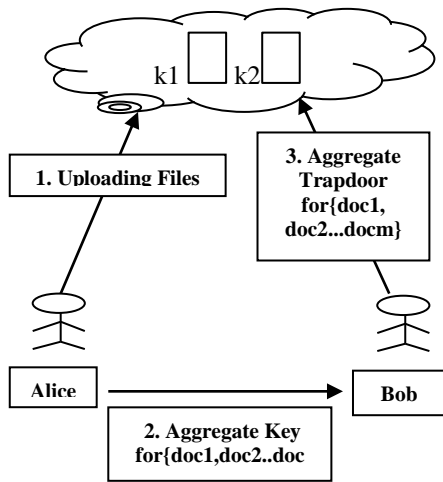 k1 k2
1. Uploading Files
3. Aggregate
Trapdoor
for{doc1,
doc2...docm}
Alice
Bob
2. Aggregate Key
for{doc1,doc2..doc